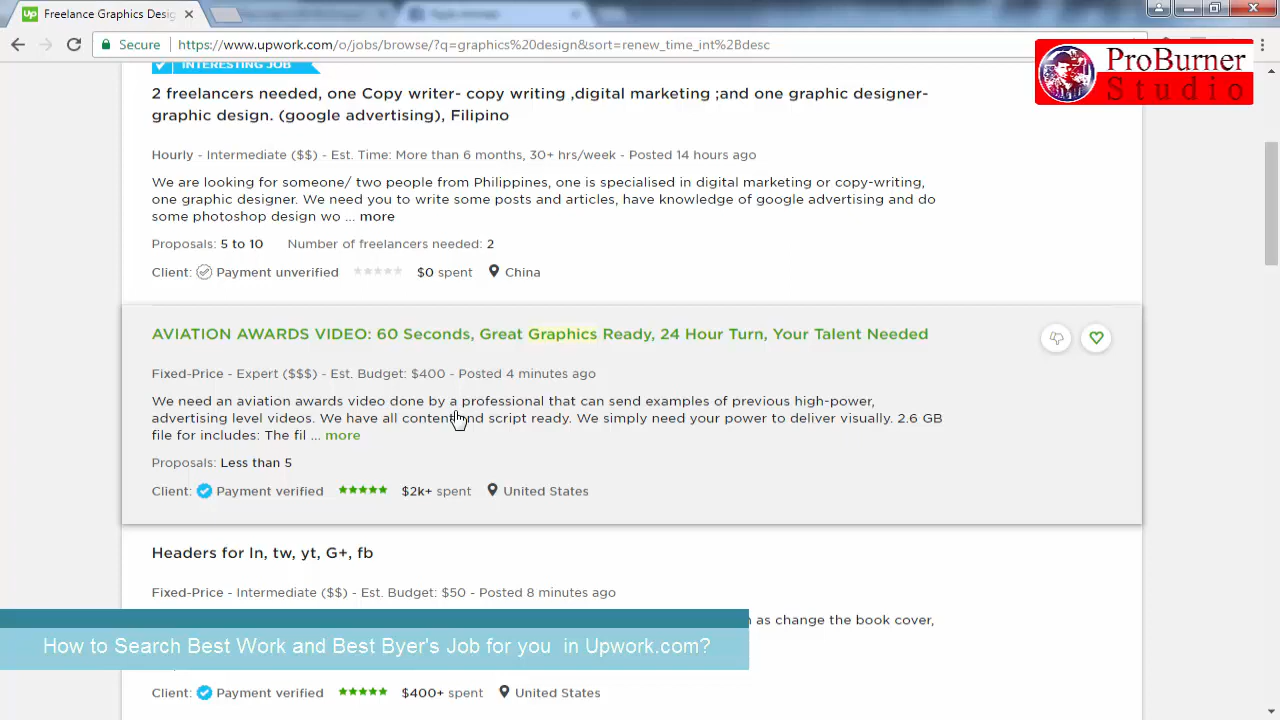 Freelance Graphics Desig
Secure
https://www.upwork.com/o/jobs/browse/?q=graphics%20design&sort=renew_time_int%2Bdesc
ProBurner
Studio
INTERESTING JOB
2 freelancers needed, one Copy writer- copy writing ,digital marketing ;and one graphic designer-
graphic design. (google advertising), Filipino
Hourly - Intermediate ($$) - Est. Time: More than 6 months, 30+ hrs/week - Posted 14 hours ago
We are looking for someone/ two people from Philippines, one is specialised in digital marketing or copy-writing,
one graphic designer. We need you to write some posts and articles, have knowledge of google advertising and do
some photoshop design wo ... more
Proposals: 5 to 10 Number of freelancers needed: 2
Client: Payment unverified $0 spent China
AVIATION AWARDS VIDEO: 60 Seconds, Great Graphics Ready, 24 Hour Turn, Your Talent Needed
Fixed-Price - Expert ($$$) - Est. Budget: $400 - Posted 4 minutes ago
We need an aviation awards video done by a professional that can send examples of previous high-power,
advertising level videos. We have all content and script ready. We simply need your power to deliver visually. 2.6 GB
file for includes: The fil ... more
Proposals: Less than 5
Client: Payment verified $2k+ spent United States
Headers for In, tw, yt, G+, fb
Fixed-Price - Intermediate ($$) - Est. Budget: $50 - Posted 8 minutes ago
as change the book cover,
How to Search Best Work and Best Byer's Job for you in Upwork.com?
Client: Payment verified $400+ spent United States